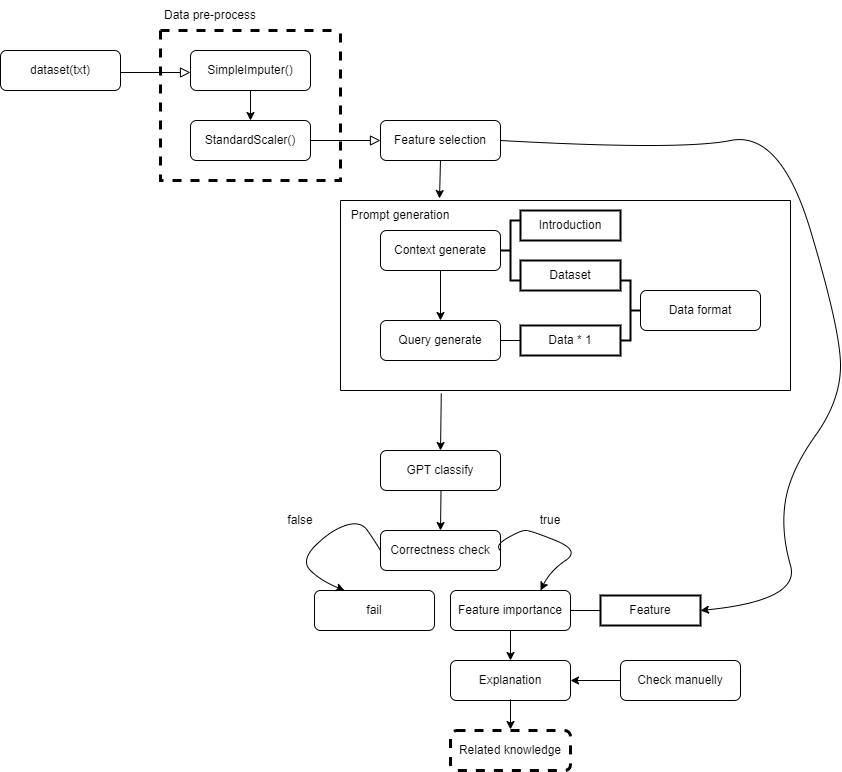 Data pre-process
dataset(txt)
SimpleImputer()
StandardScaler()
Feature selection
Prompt generation
Introduction
Context generate
Dataset
Data format
Query generate
Data * 1
GPT classify
false
true
Correctness check
fail
Feature importance
Feature
Explanation
Check manuelly
Related knowledge